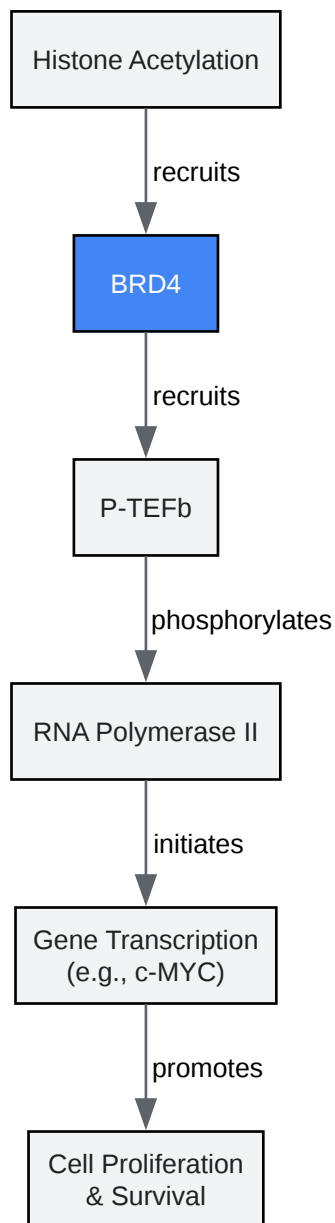 Histone Acetylation
recruits
BRD4
recruits
P-TEFb
phosphorylates
RNA Polymerase II
initiates
Gene Transcription
(e.g., c-MYC)
promotes
Cell Proliferation
& Survival